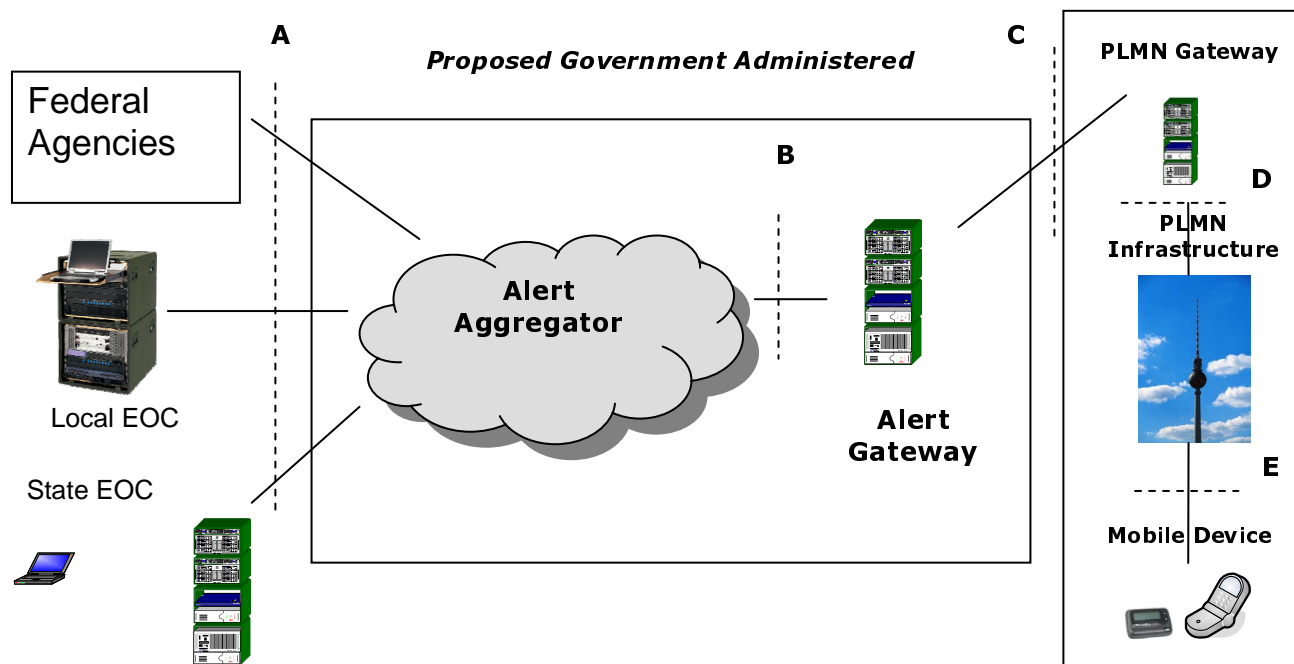 A
Proposed Government Administered
C
PLMN Gateway
Federal
Agencies
B
D
PLMN
Infrastructure
Alert
Aggregator
Local EOC
Alert
Gateway
State EOC
E
Mobile Device